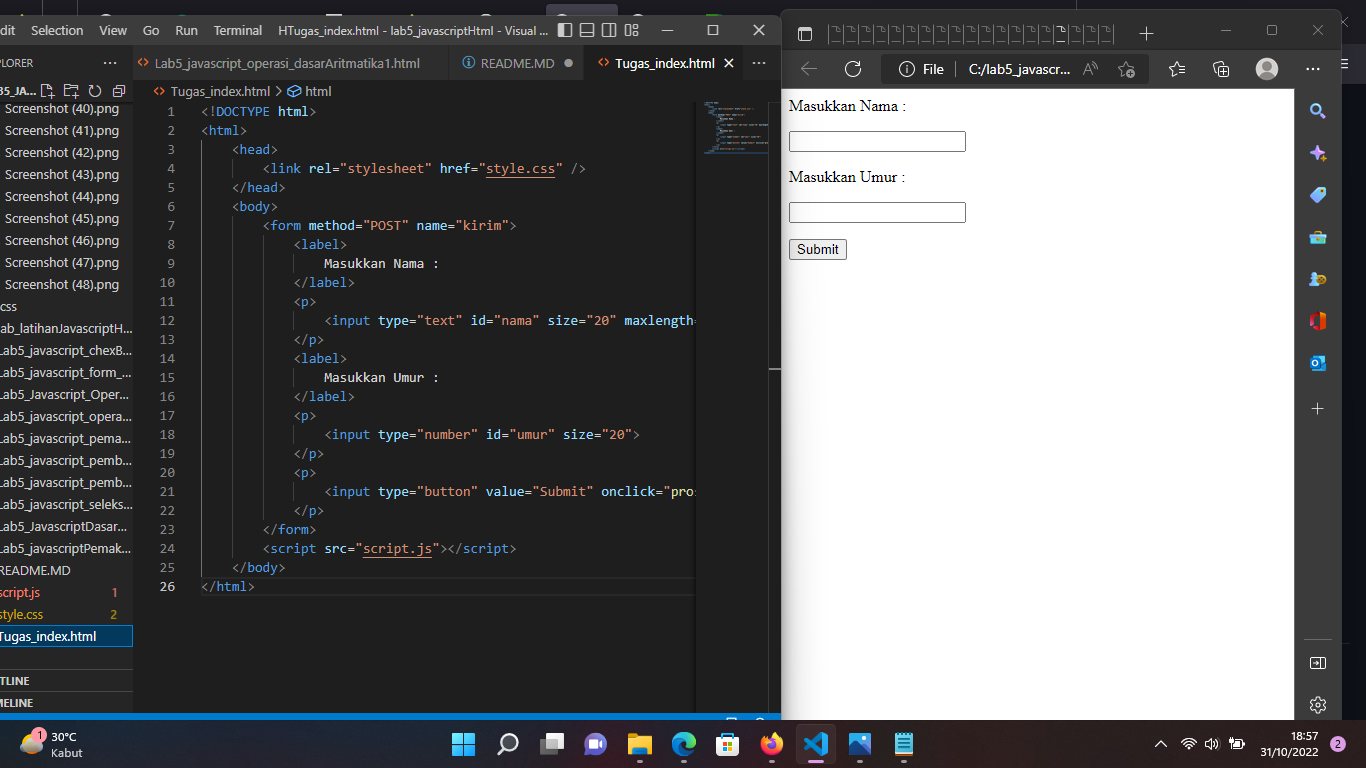 dit Selection View Go Run Terminal HTugas_index.html - lab5_javascriptHtml - Visual ...
PLORER ...
Lab5_javascript_operasi_dasarAritmatika1.html README.MD Tugas_index.html ...
B5_JA...
Tugas_index.html > html
Screenshot (40).png
Screenshot (41).png
Screenshot (42).png
Screenshot (43).png
Screenshot (44).png
Screenshot (45).png
Screenshot (46).png
Screenshot (47).png
Screenshot (48).png
css
ab_latihanJavascriptH...
Lab5_javascript_chexB...
Lab5_javascript_form_...
Lab5_Javascript_Oper...
Lab5_javascript_opera...
Lab5_javascript_pema...
Lab5_javascript_pemb...
Lab5_javascript_pemb...
Lab5_javascript_seleks...
Lab5_JavascriptDasar...
Lab5_javascriptPemak...
README.MD
script.js 1
style.css 2
Tugas_index.html
TLINE
MELINE
1 <!DOCTYPE html>
2 <html>
3 <head>
4 <link rel="stylesheet" href="style.css" />
5 </head>
6 <body>
7 <form method="POST" name="kirim">
8 <label>
9 Masukkan Nama :
10 </label>
11 <p>
12 <input type="text" id="nama" size="20" maxlength=
13 </p>
14 <label>
15 Masukkan Umur :
16 </label>
17 <p>
18 <input type="number" id="umur" size="20">
19 </p>
20 <p>
21 <input type="button" value="Submit" onclick="pros
22 </p>
23 </form>
24 <script src="script.js"></script>
25 </body>
26 </html>
File C:/lab5_javascr... A
Masukkan Nama :
Masukkan Umur :
Submit
1 30°C
Kabut
18:57
31/10/2022 2